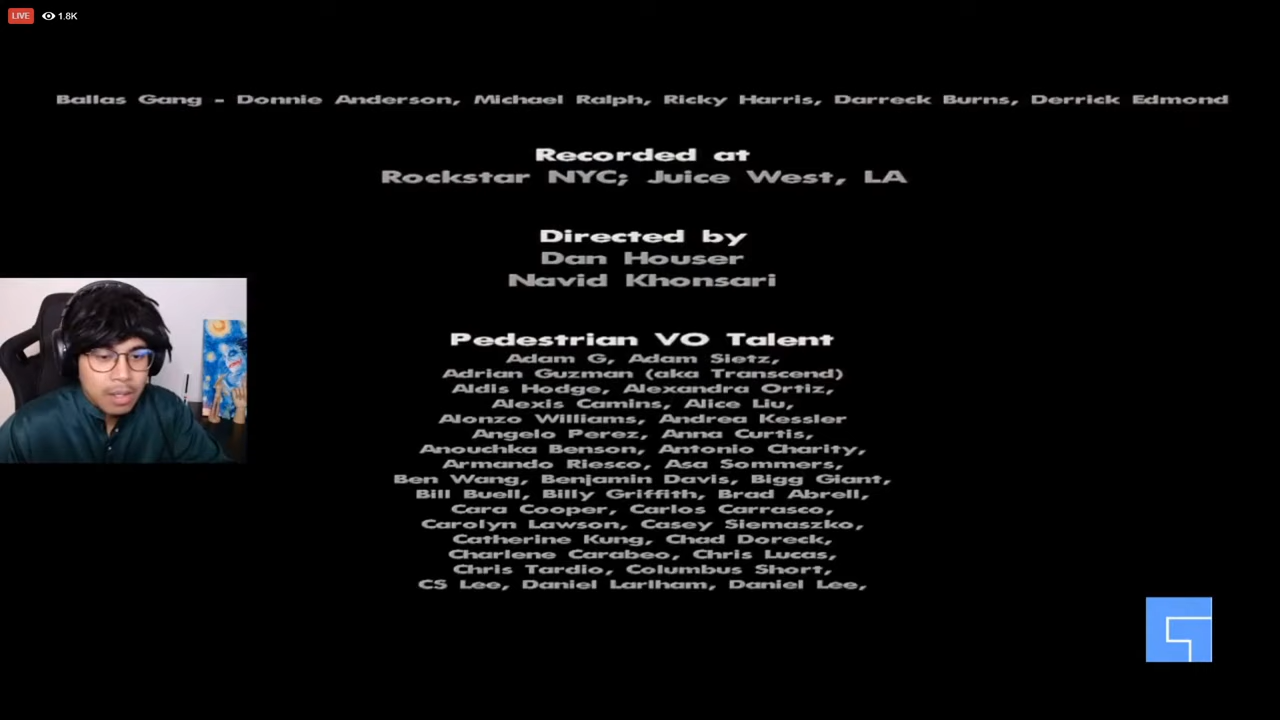 LIVE 1.8K
Ballas Gang - Donnie Anderson, Michael Ralph, Ricky Harris, Darreck Burns, Derrick Edmond
Recorded at
Rockstar NYC; Juice West, LA
Directed by
Dan Houser
Navid Khonsari
Pedestrian VO Talent
Adam G, Adam Sietz,
Adrian Guzman (aka Transcend)
Aldis Hodge, Alexandra Ortiz,
Alexis Camins, Alice Liu,
Alonzo Williams, Andrea Kessler
Angelo Perez, Anna Curtis,
Anouchka Benson, Antonio Charity,
Armando Riesco, Asa Sommers,
Ben Wang, Benjamin Davis, Bigg Giant,
Bill Buell, Billy Griffith, Brad Abrell,
Cara Cooper, Carlos Carrasco,
Carolyn Lawson, Casey Siemaszko,
Catherine Kung, Chad Doreck,
Charlene Carabeo, Chris Lucas,
Chris Tardio, Columbus Short,
CS Lee, Daniel Larlham, Daniel Lee,